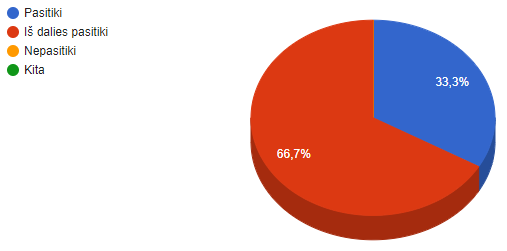 Pasitiki
Iš dalies pasitiki
Nepasitiki
Kita
33,3%
66,7%